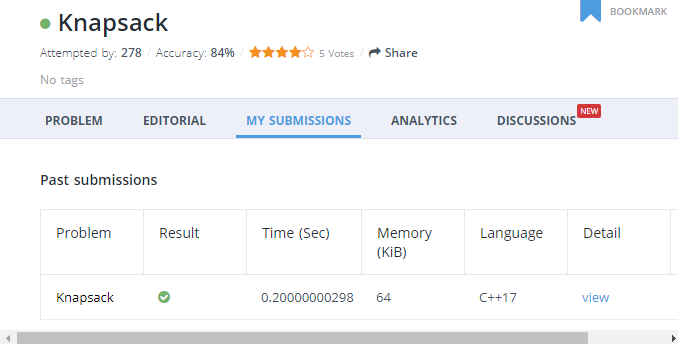 Knapsack
BOOKMARK
Attempted by: 278 / Accuracy: 84% / 5 Votes / Share
No tags
PROBLEM EDITORIAL MY SUBMISSIONS ANALYTICS DISCUSSIONS NEW
Past submissions
Problem Result Time (Sec) Memory (KiB) Language Detail
Knapsack 0.20000000298 64 C++17 view